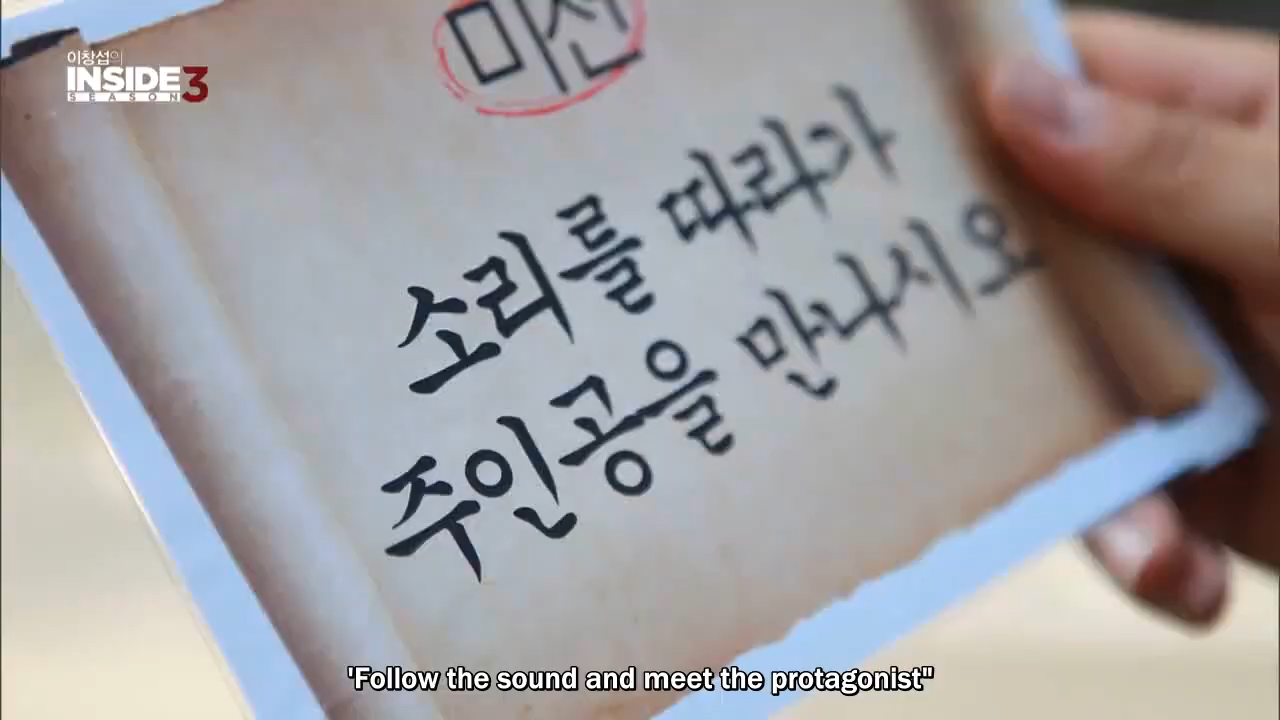 이창섭의
INSIDE3
SEASON
미션
소리를 따라가
주인공을 만나시오
'Follow the sound and meet the protagonist"